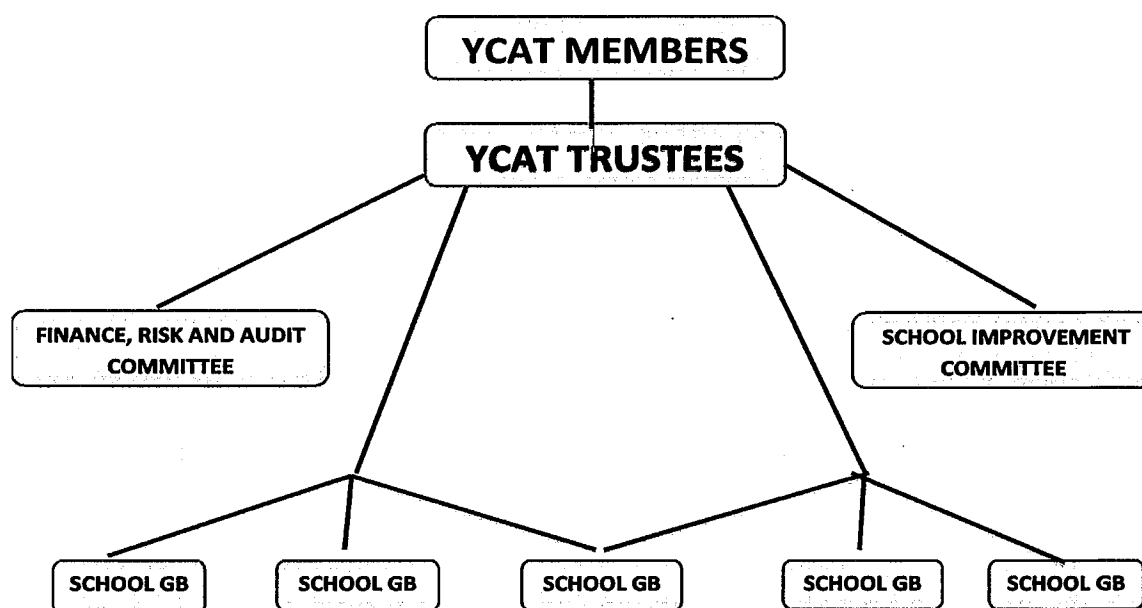 YCAT MEMBERS
YCAT TRUSTEES
FINANCE, RISK AND AUDIT
COMMITTEE
SCHOOL IMPROVEMENT
COMMITTEE
SCHOOL GB
SCHOOL GB
SCHOOL GB
SCHOOL GB
SCHOOL GB